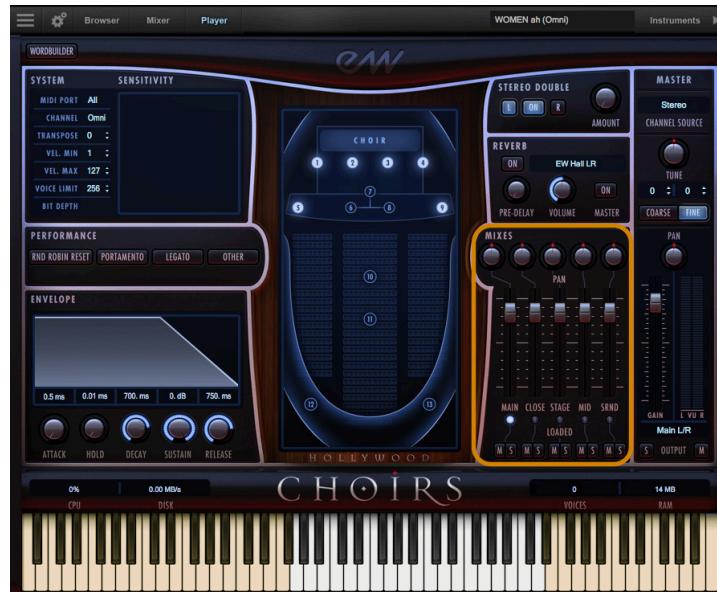 Browser Mixer Player WOMEN ah (Omni) Instruments
WORDBUILDER
EW
SYSTEM SENSITIVITY
MIDI PORT All
CHANNEL Omni
TRANSPOSE 0
VEL. MIN 1
VEL. MAX 127
VOICE LIMIT 256
BIT DEPTH
PERFORMANCE
RND ROBIN RESET PORTAMENTO LEGATO OTHER
ENVELOPE
0.5 ms 0.01 ms 700. ms 0. dB 750. ms
ATTACK HOLD DECAY SUSTAIN RELEASE
CHOIR
1 2 3 4
7
5 6 8 9
10
11
12 13
HOLLYWOOD
CHOIRS
STEREO DOUBLE
L ON R
AMOUNT
REVERB
ON EW Hall LR
PRE-DELAY VOLUME ON MASTER
MIXES
PAN
MAIN CLOSE STAGE MID SRND
LOADED
M S M S M S M S M S
MASTER
Stereo
CHANNEL SOURCE
TUNE
0 0
COARSE FINE
PAN
GAIN L VU R
Main L/R
S OUTPUT M
0% 0.00 MB/s
CPU DISK
0 14 MB
VOICES RAM